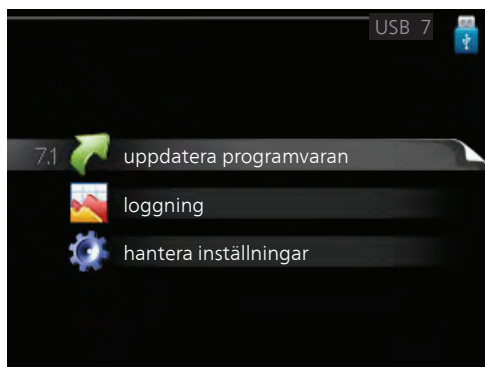 USB 7
7.1 uppdatera programvaran
loggning
hantera inställningar